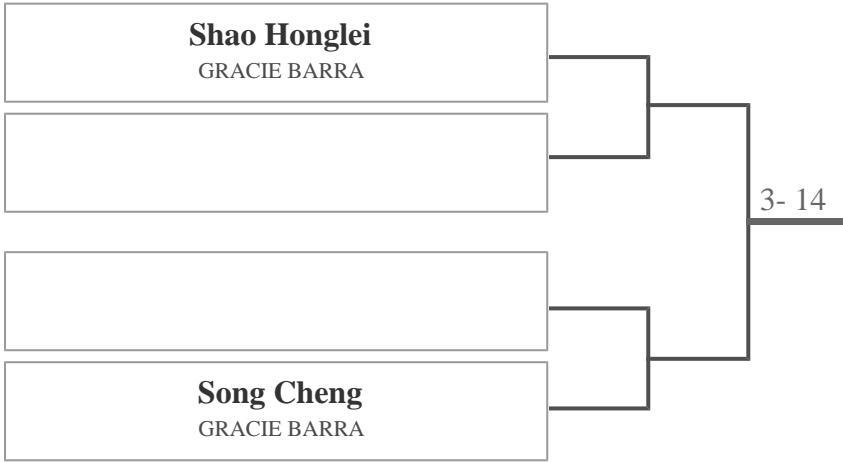 Shao Honglei
GRACIE BARRA
3- 14
Song Cheng
GRACIE BARRA